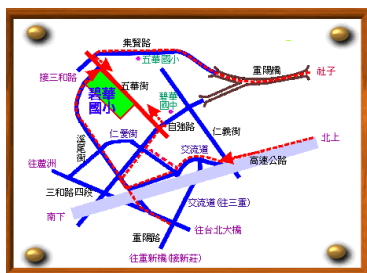 集賢路
五華國小
重陽橋
社子
接三和路
五華街
碧華
國小
碧華
國中
自強路
仁愛街
仁義街
溪尾街
交流道
北上
高速公路
往蘆洲
三和路四段
交流道(往三重)
南下
重陽路
往台北大橋
往重新橋(接新莊)